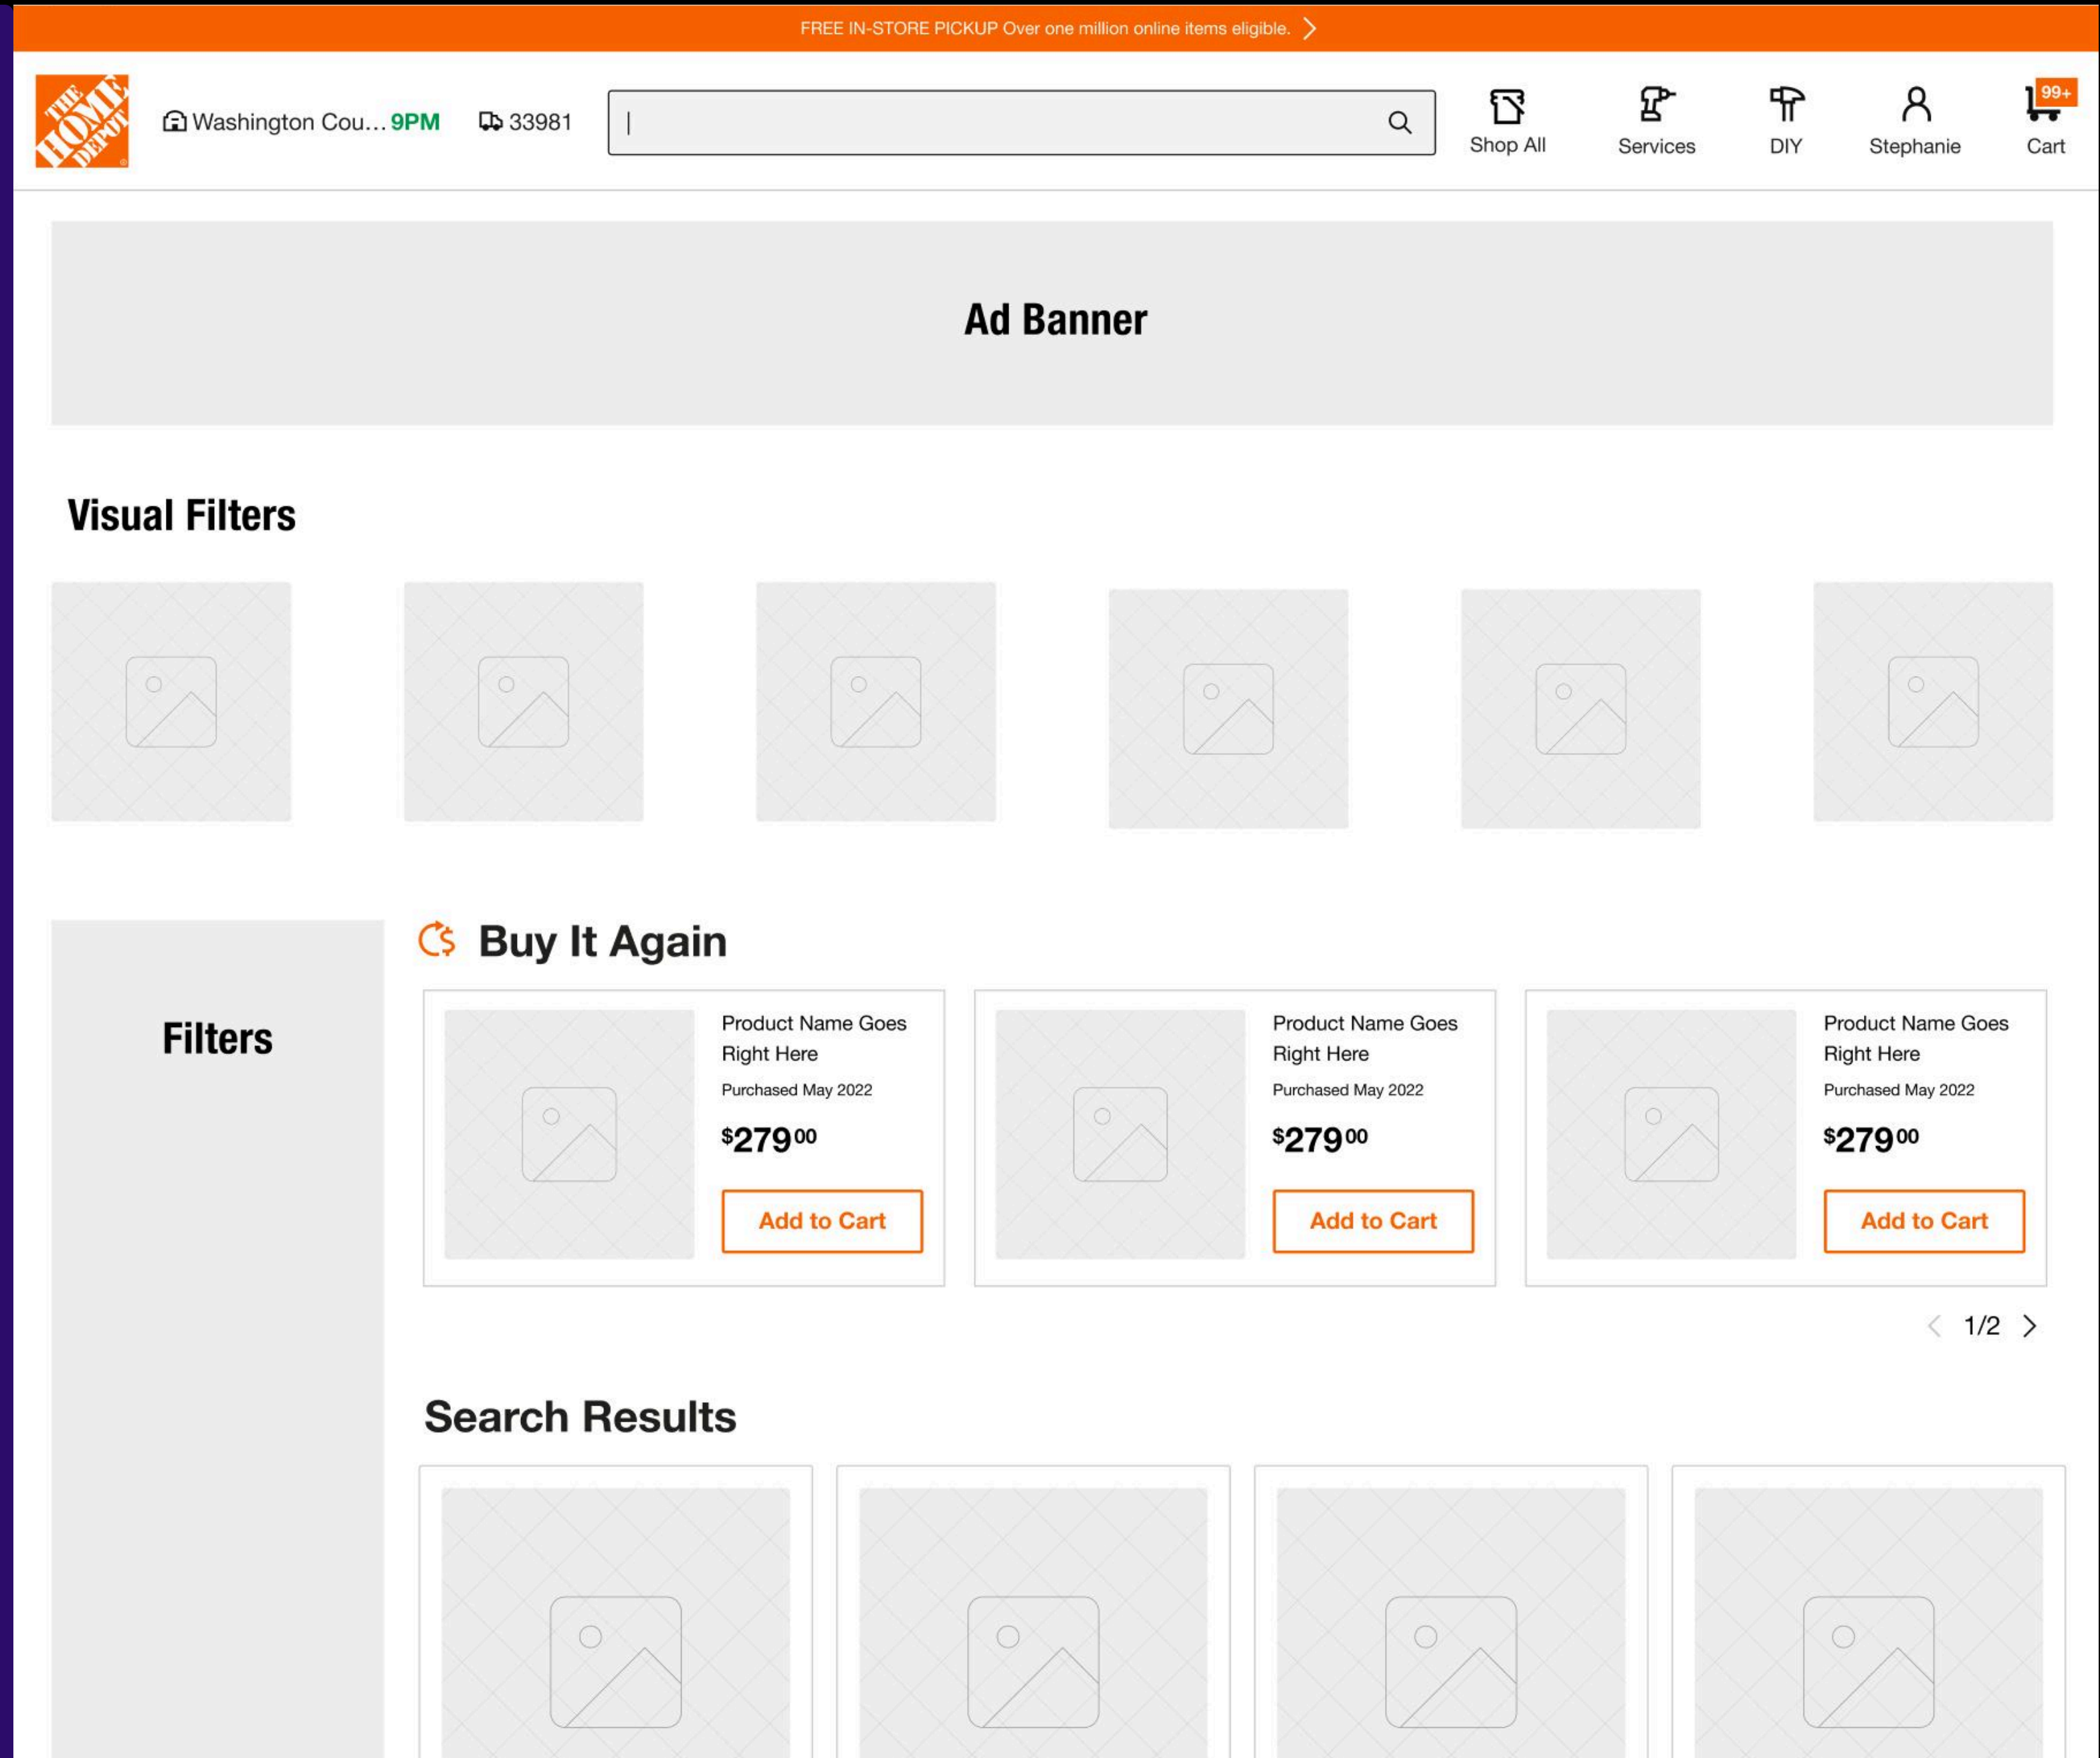 FREE IN-STORE PICKUP Over one million online items eligible.
THE
HOME
DEPOT
®
Washington Cou... 9PM
33981
Shop All
Services
DIY
Stephanie
99+
Cart
Ad Banner
Visual Filters
Filters
Buy It Again
Product Name Goes
Right Here
Purchased May 2022
$279 00
Add to Cart
Product Name Goes
Right Here
Purchased May 2022
$279 00
Add to Cart
Product Name Goes
Right Here
Purchased May 2022
$279 00
Add to Cart
1/2
Search Results